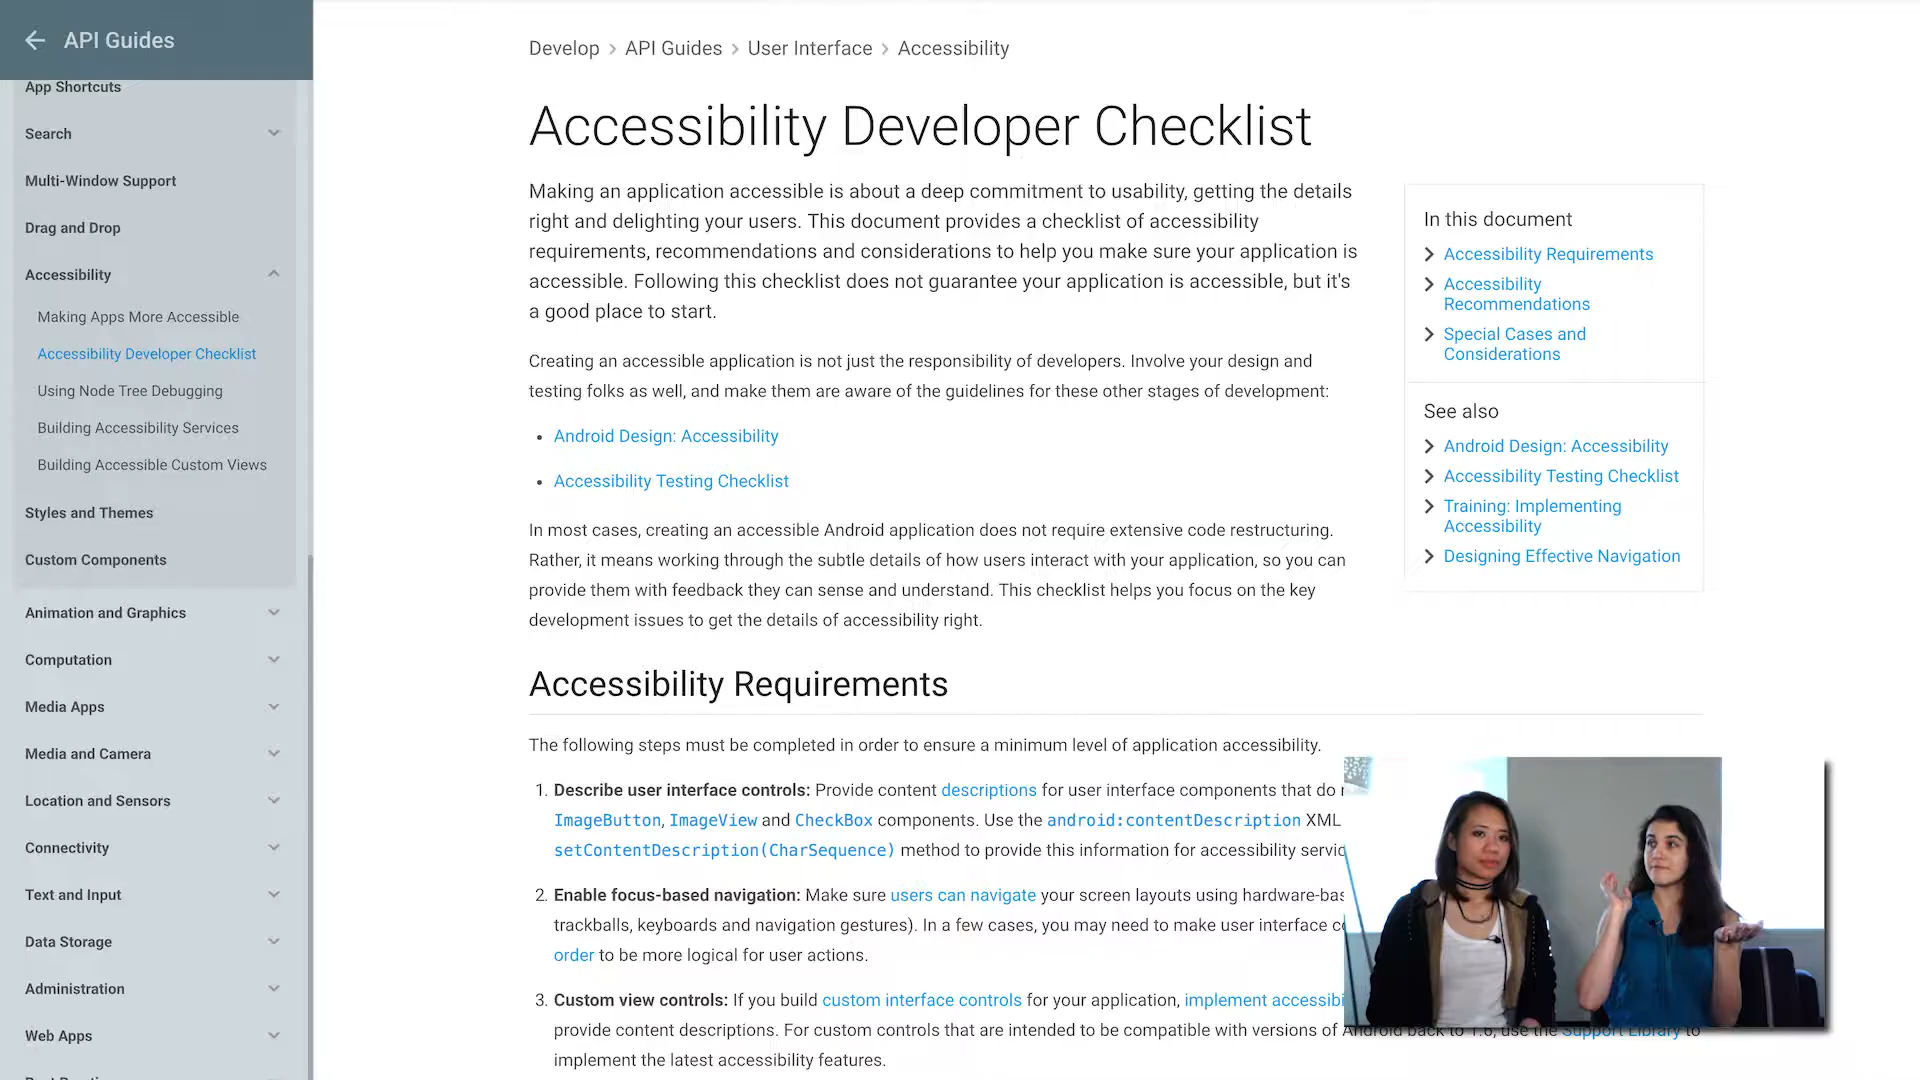 API Guides
App Shortcuts
Search
Multi-Window Support
Drag and Drop
Accessibility
Making Apps More Accessible
Accessibility Developer Checklist
Using Node Tree Debugging
Building Accessibility Services
Building Accessible Custom Views
Styles and Themes
Custom Components
Animation and Graphics
Computation
Media Apps
Media and Camera
Location and Sensors
Connectivity
Text and Input
Data Storage
Administration
Web Apps
Develop > API Guides > User Interface > Accessibility
Accessibility Developer Checklist
Making an application accessible is about a deep commitment to usability, getting the details
right and delighting your users. This document provides a checklist of accessibility
requirements, recommendations and considerations to help you make sure your application is
accessible. Following this checklist does not guarantee your application is accessible, but it's
a good place to start.
Creating an accessible application is not just the responsibility of developers. Involve your design and
testing folks as well, and make them are aware of the guidelines for these other stages of development:
• Android Design: Accessibility
• Accessibility Testing Checklist
In most cases, creating an accessible Android application does not require extensive code restructuring.
Rather, it means working through the subtle details of how users interact with your application, so you can
provide them with feedback they can sense and understand. This checklist helps you focus on the key
development issues to get the details of accessibility right.
Accessibility Requirements
The following steps must be completed in order to ensure a minimum level of application accessibility.
1. Describe user interface controls: Provide content descriptions for user interface components that do
ImageButton, ImageView and CheckBox components. Use the android:contentDescription XML
setContentDescription(CharSequence) method to provide this information for accessibility
2. Enable focus-based navigation: Make sure users can navigate your screen layouts using
trackballs, keyboards and navigation gestures). In a few cases, you may need to make user interface
order to be more logical for user actions.
3. Custom view controls: If you build custom interface controls for your application, implement
provide content descriptions. For custom controls that are intended to be compatible with versions of Android back to 1.6, use the Support Library to
implement the latest accessibility features.
In this document
Accessibility Requirements
Accessibility
Recommendations
Special Cases and
Considerations
See also
Android Design: Accessibility
Accessibility Testing Checklist
Training: Implementing
Accessibility
Designing Effective Navigation